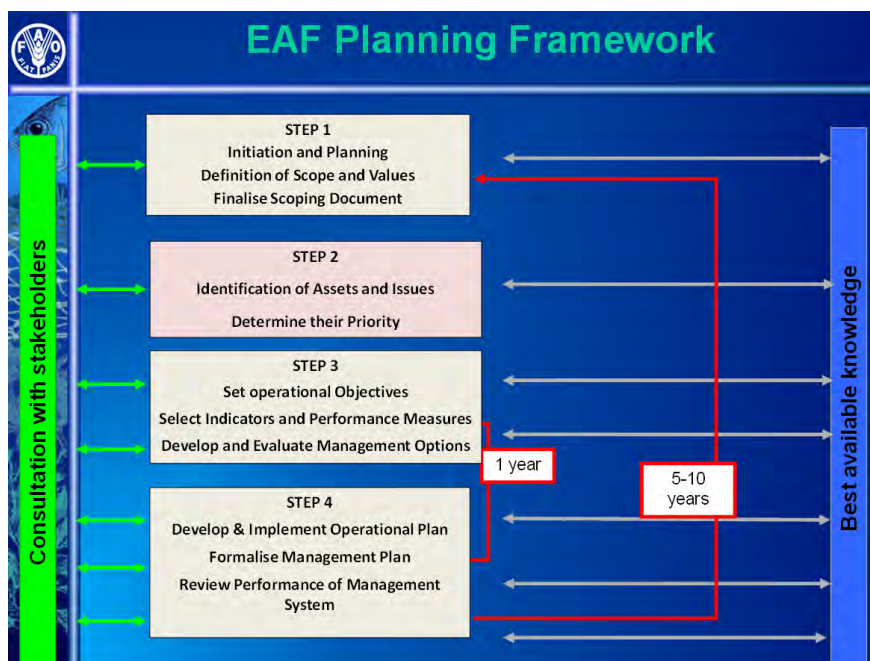 FAO
FIAT PANIS
EAF Planning Framework
Consultation with stakeholders
STEP 1
Initiation and Planning
Definition of Scope and Values
Finalise Scoping Document
STEP 2
Identification of Assets and Issues
Determine their Priority
STEP 3
Set operational Objectives
Select Indicators and Performance Measures
Develop and Evaluate Management Options
1 year
5-10
years
STEP 4
Develop & Implement Operational Plan
Formalise Management Plan
Review Performance of Management
System
Best available knowledge